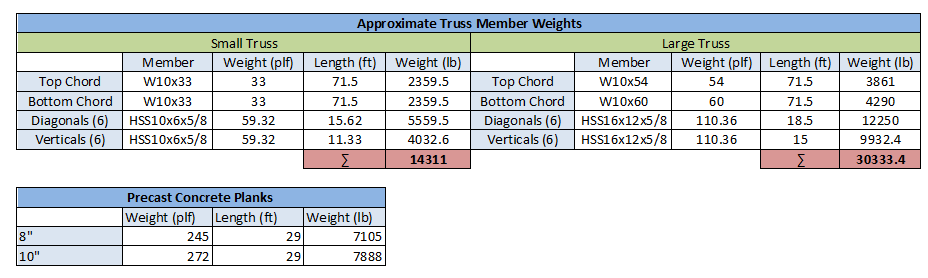 Approximate Truss Member Weights
Small Truss Large Truss
Member Weight (plf) Length (ft) Weight (lb) Member Weight (plf) Length (ft) Weight (lb)
Top Chord W10x33 33 71.5 2359.5 Top Chord W10x54 54 71.5 3861
Bottom Chord W10x33 33 71.5 2359.5 Bottom Chord W10x60 60 71.5 4290
Diagonals (6) HSS10x6x5/8 59.32 15.62 5559.5 Diagonals (6) HSS16x12x5/8 110.36 18.5 12250
Verticals (6) HSS10x6x5/8 59.32 11.33 4032.6 Verticals (6) HSS16x12x5/8 110.36 15 9932.4
∑ 14311 ∑ 30333.4
Precast Concrete Planks
Weight (plf) Length (ft) Weight (lb)
8" 245 29 7105
10" 272 29 7888